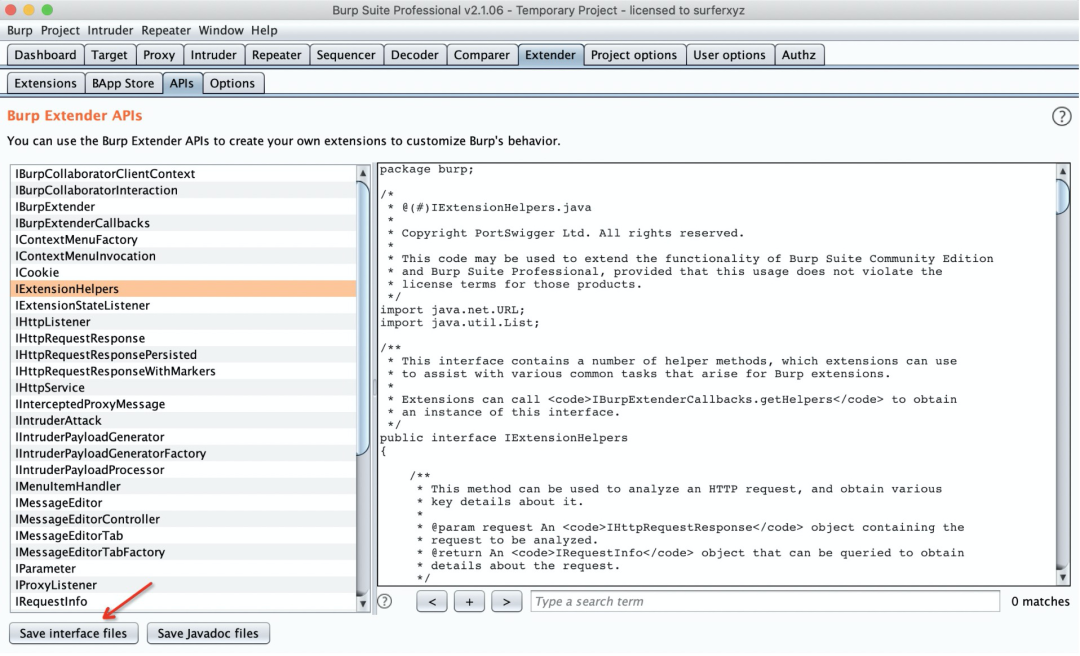 Burp Suite Professional v2.1.06 - Temporary Project - licensed to surferxyz
Burp Project Intruder Repeater Window Help
Dashboard Target Proxy Intruder Repeater Sequencer Decoder Comparer Extender Project options User options Authz
Extensions BApp Store APIs Options
Burp Extender APIs
?
You can use the Burp Extender APIs to create your own extensions to customize Burp's behavior.
IBurpCollaboratorClientContext
IBurpCollaboratorInteraction
IBurpExtender
IBurpExtenderCallbacks
IContextMenuFactory
IContextMenuInvocation
ICookie
IExtensionHelpers
IExtensionStateListener
IHttpListener
IHttpRequestResponse
IHttpRequestResponsePersisted
IHttpRequestResponseWithMarkers
IHttpService
IInterceptedProxyMessage
IIntruderAttack
IIntruderPayloadGenerator
IIntruderPayloadGeneratorFactory
IIntruderPayloadProcessor
IMenuItemHandler
IMessageEditor
IMessageEditorController
IMessageEditorTab
IMessageEditorTabFactory
IParameter
IProxyListener
IRequestInfo
package burp;
/*
* @(#)IExtensionHelpers.java
*
* Copyright PortSwigger Ltd. All rights reserved.
*
* This code may be used to extend the functionality of Burp Suite Community Edition
* and Burp Suite Professional, provided that this usage does not violate the
* license terms for those products.
*/
import java.net.URL;
import java.util.List;
/**
* This interface contains a number of helper methods, which extensions can use
* to assist with various common tasks that arise for Burp extensions.
*
* Extensions can call <code>IBurpExtenderCallbacks.getHelpers</code> to obtain
* an instance of this interface.
*/
public interface IExtensionHelpers
{
/**
* This method can be used to analyze an HTTP request, and obtain various
* key details about it.
*
* @param request An <code>IHttpRequestResponse</code> object containing the
* request to be analyzed.
* @return An <code>IRequestInfo</code> object that can be queried to obtain
* details about the request.
*/
? < + > Type a search term 0 matches
Save interface files Save Javadoc files